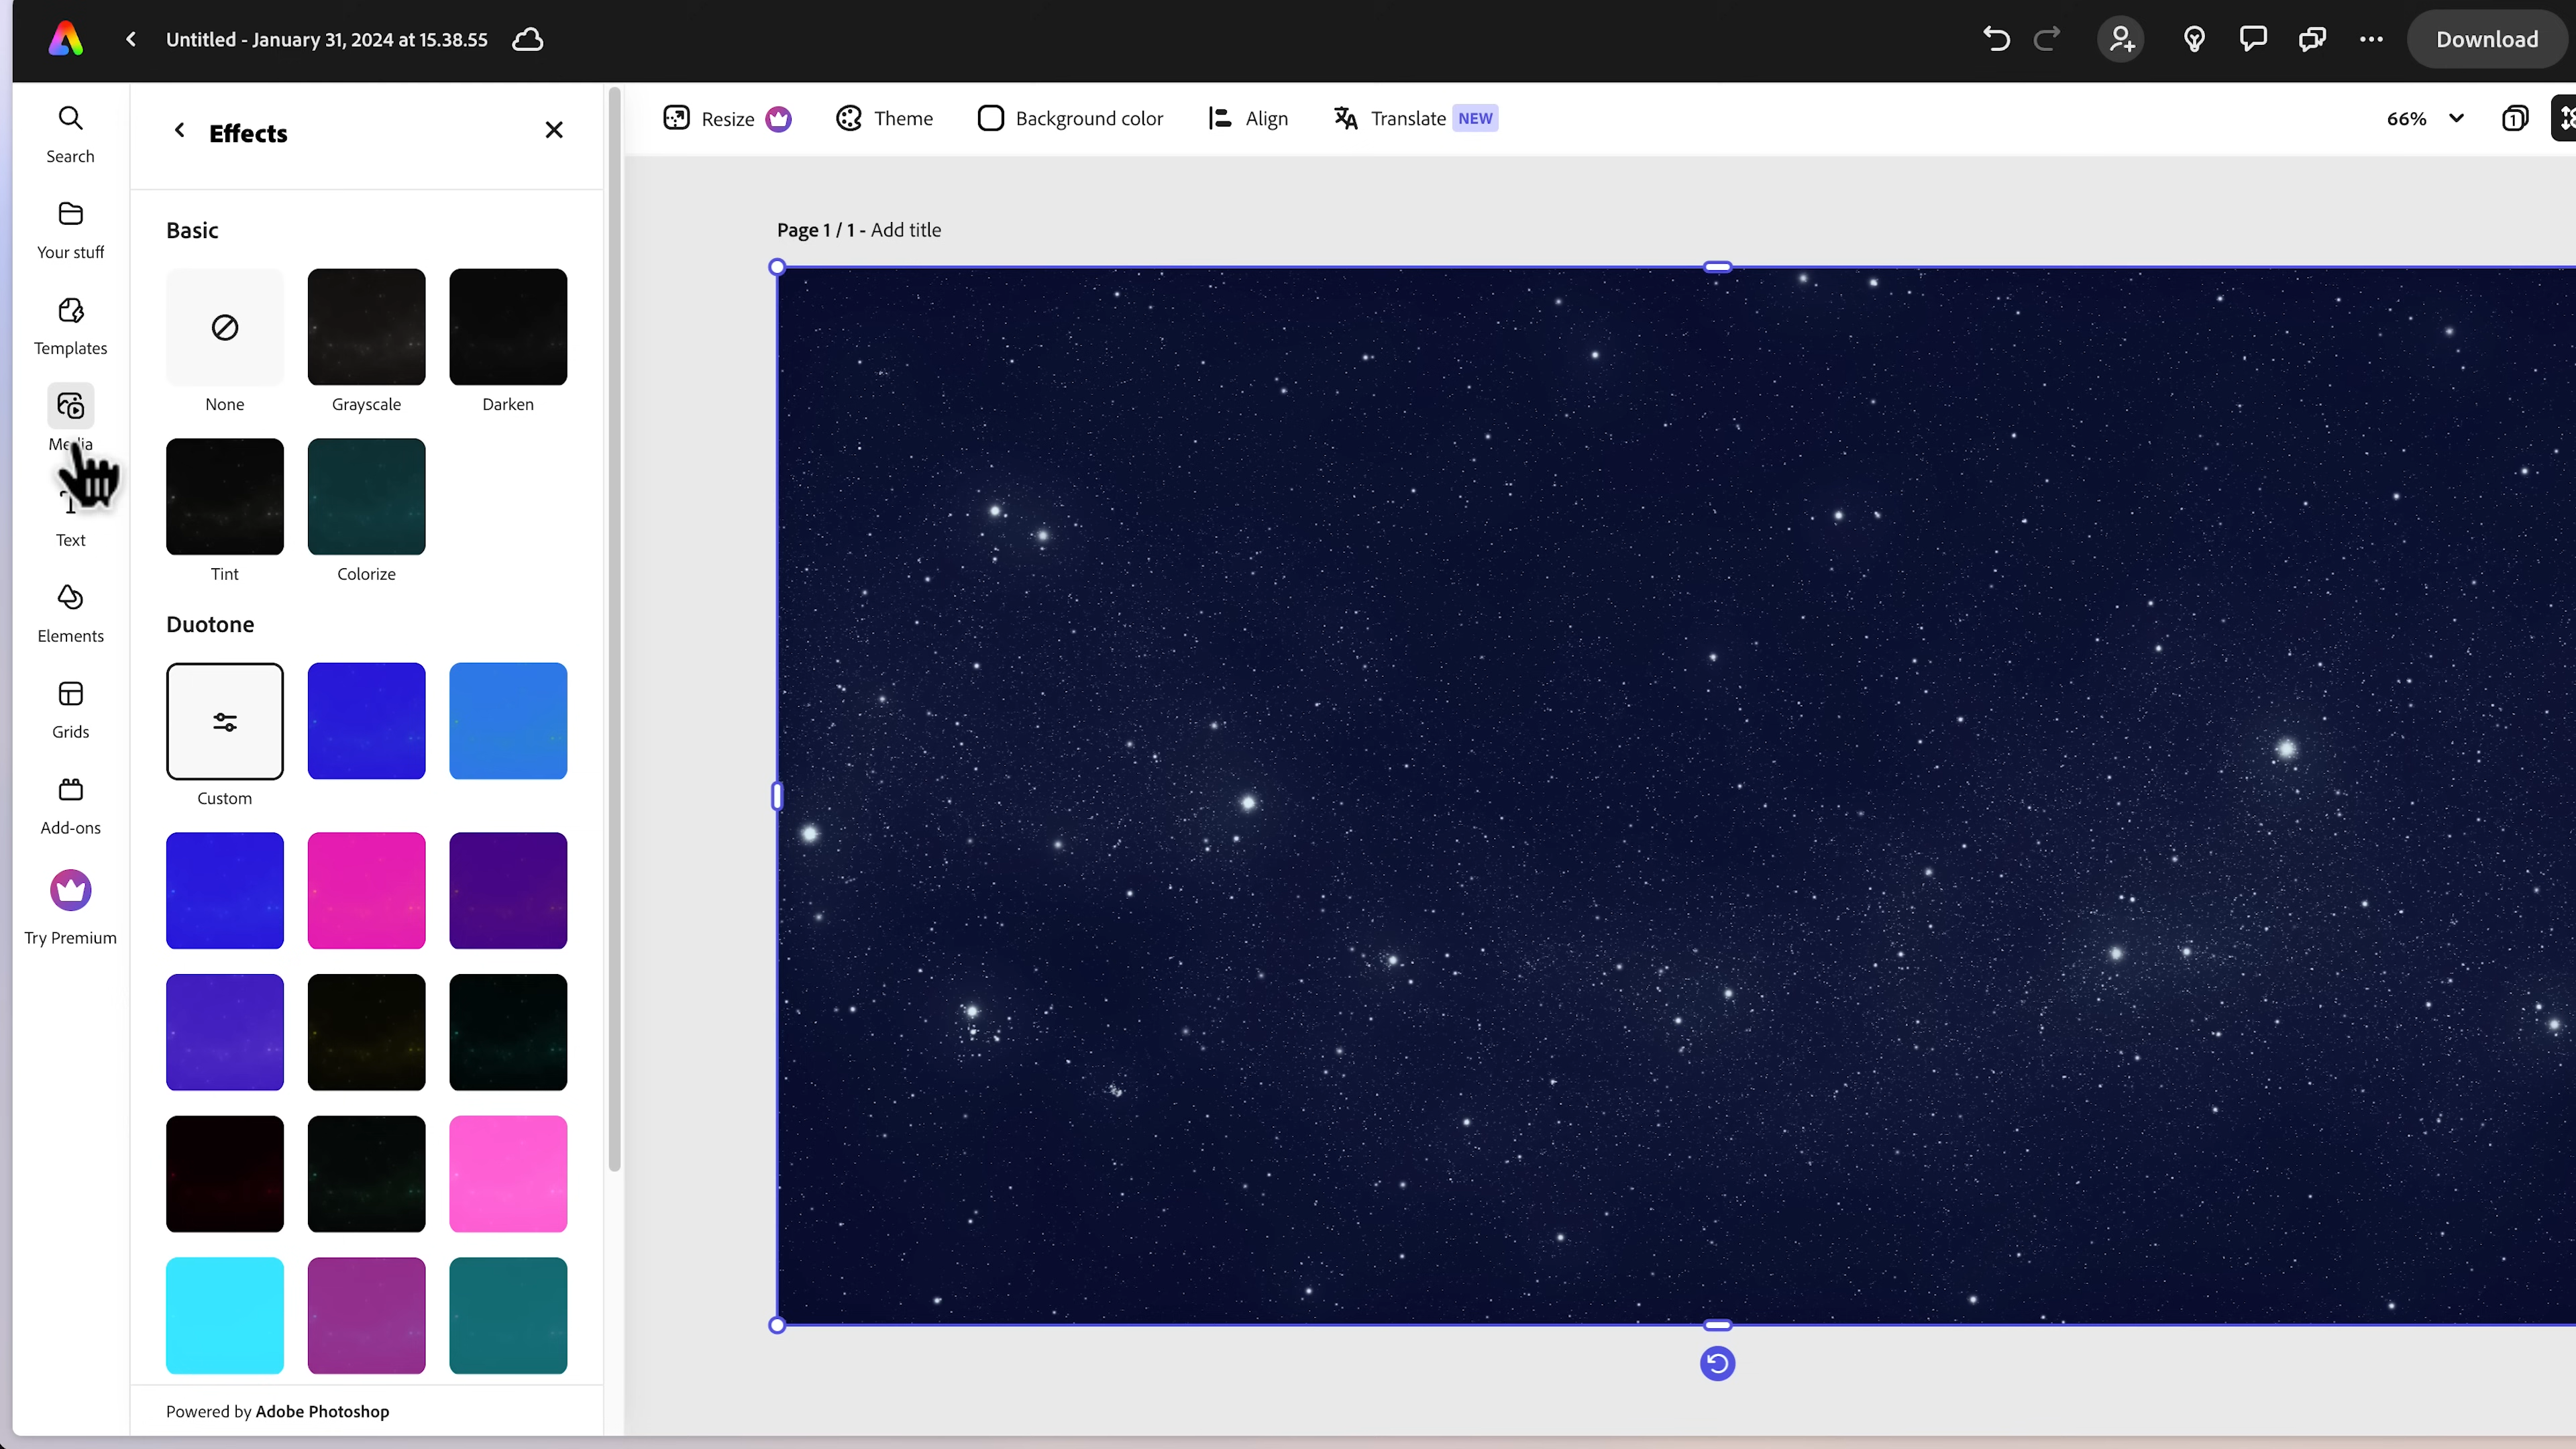 Untitled - January 31, 2024 at 15.38.55
Download
Search
Your stuff
Templates
Media
Text
Elements
Grids
Add-ons
Try Premium
Effects
Basic
None
Grayscale
Darken
Tint
Colorize
Duotone
Custom
Powered by Adobe Photoshop
Resize
Theme
Background color
Align
Translate NEW
66%
1
Page 1 / 1 - Add title